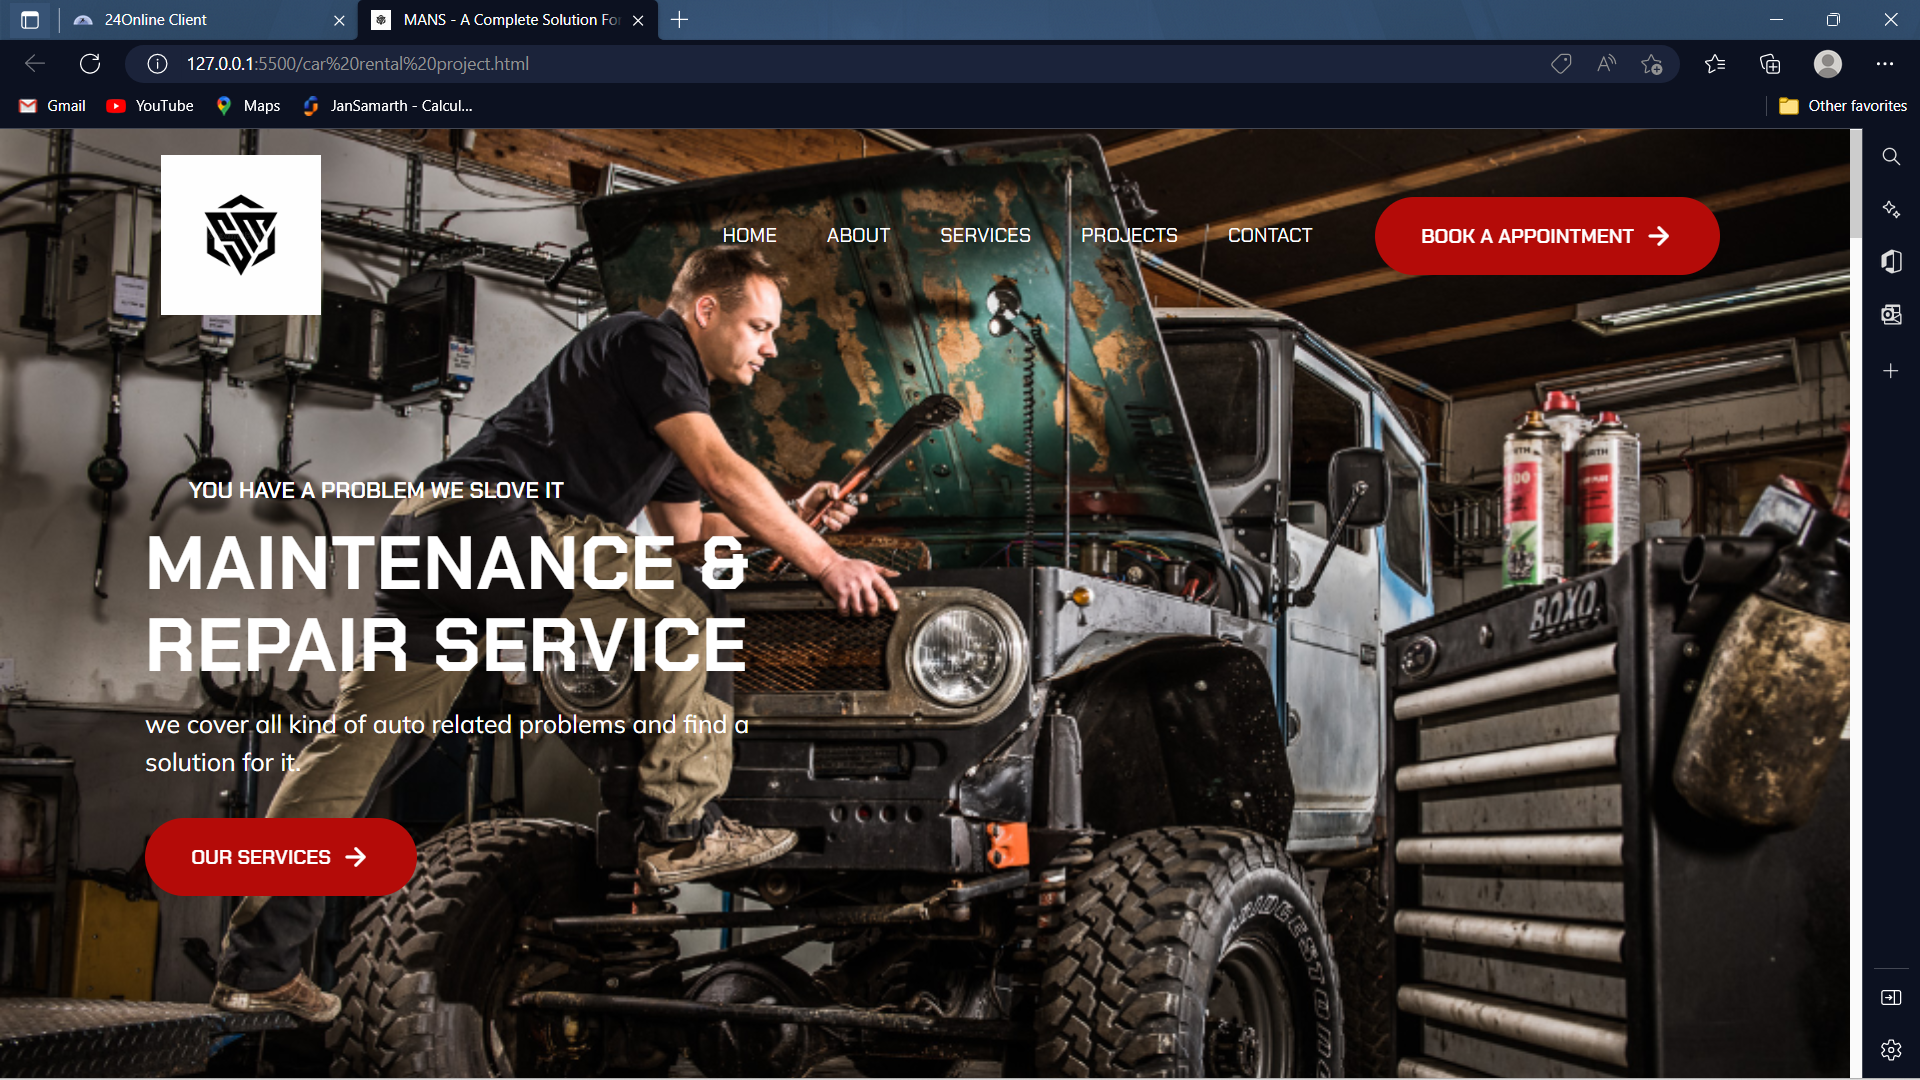 24Online Client
MANS - A Complete Solution Fo
127.0.0.1:5500/car%20rental%20project.html
Gmail
YouTube
Maps
JanSamarth - Calcul...
Other favorites
HOME
ABOUT
SERVICES
PROJECTS
CONTACT
BOOK A APPOINTMENT
YOU HAVE A PROBLEM WE SLOVE IT
MAINTENANCE &
REPAIR SERVICE
we cover all kind of auto related problems and find a
solution for it.
OUR SERVICES
BOXO